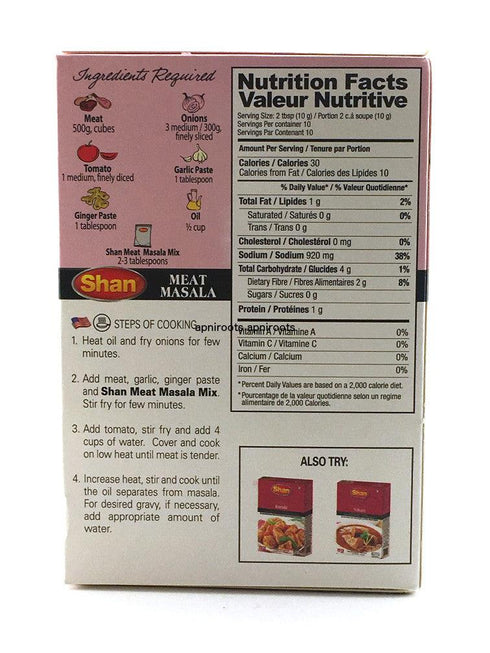 Ingredients Required
Meat
500g, cubes
Onions
3 medium / 300g,
finely sliced
Tomato
1 medium, finely diced
Garlic Paste
1 tablespoon
Ginger Paste
1 tablespoon
Oil
½ cup
Shan Meat Masala Mix
2-3 tablespoons
Shan
MEAT
MASALA
STEPS OF COOKING
apniroots apniroots
1. Heat oil and fry onions for few
minutes.
2. Add meat, garlic, ginger paste
and Shan Meat Masala Mix.
Stir fry for few minutes.
3. Add tomato, stir fry and add 4
cups of water. Cover and cook
on low heat until meat is tender.
4. Increase heat, stir and cook until
the oil separates from masala.
For desired gravy, if necessary,
add appropriate amount of
water.
Nutrition Facts
Valeur Nutritive
Serving Size: 2 tbsp (10 g) / Portion 2 c.à soupe (10 g)
Servings Per container 10
Servings Par Contenant 10
Amount Per Serving / Tenure par Portion
Calories / Calories 30
Calories from Fat / Calories des Lipides 10
% Daily Value* / % Valeur Quotidienne*
Total Fat / Lipides 1 g 2%
Saturated / Saturés 0 g 0%
Trans / Trans 0 g
Cholesterol / Cholestérol 0 mg 0%
Sodium / Sodium 920 mg 38%
Total Carbohydrate / Glucides 4 g 1%
Dietary Fibre / Fibres Alimentaires 2 g 8%
Sugars / Sucres 0 g
Protein / Protéines 1 g
Vitamin A / Vitamine A 0%
Vitamin C / Vitamine C 0%
Calcium / Calcium 0%
Iron / Fer 0%
*Percent Daily Values are based on a 2,000 calorie diet.
*Pourcentage de la valeur quotidienne selon un regime
alimentaire de 2,000 Calories.
ALSO TRY:
Shan
Shan